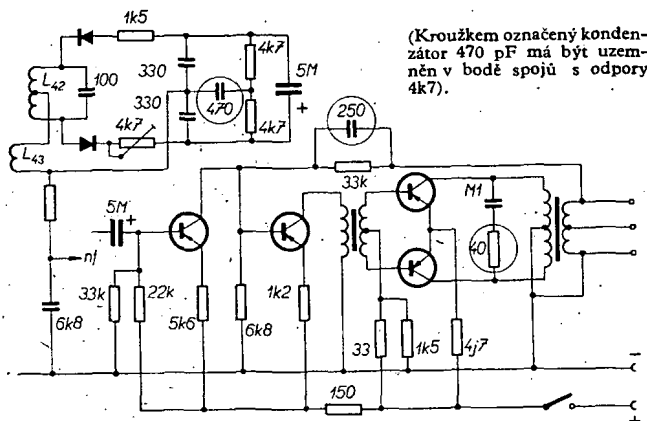 (Kroužkem označený konden-
zátor 470 pF má být uzem-
něn v bodě spojů s odpory
4k7).
1k5
L42
100
330
330
4k7
470
4k7
5M
+
4k7
L43
250
33k
5M
+
nf
M1
40
33k
22k
5k6
6k8
1k2
6k8
33
1k5
4j7
150
−
+